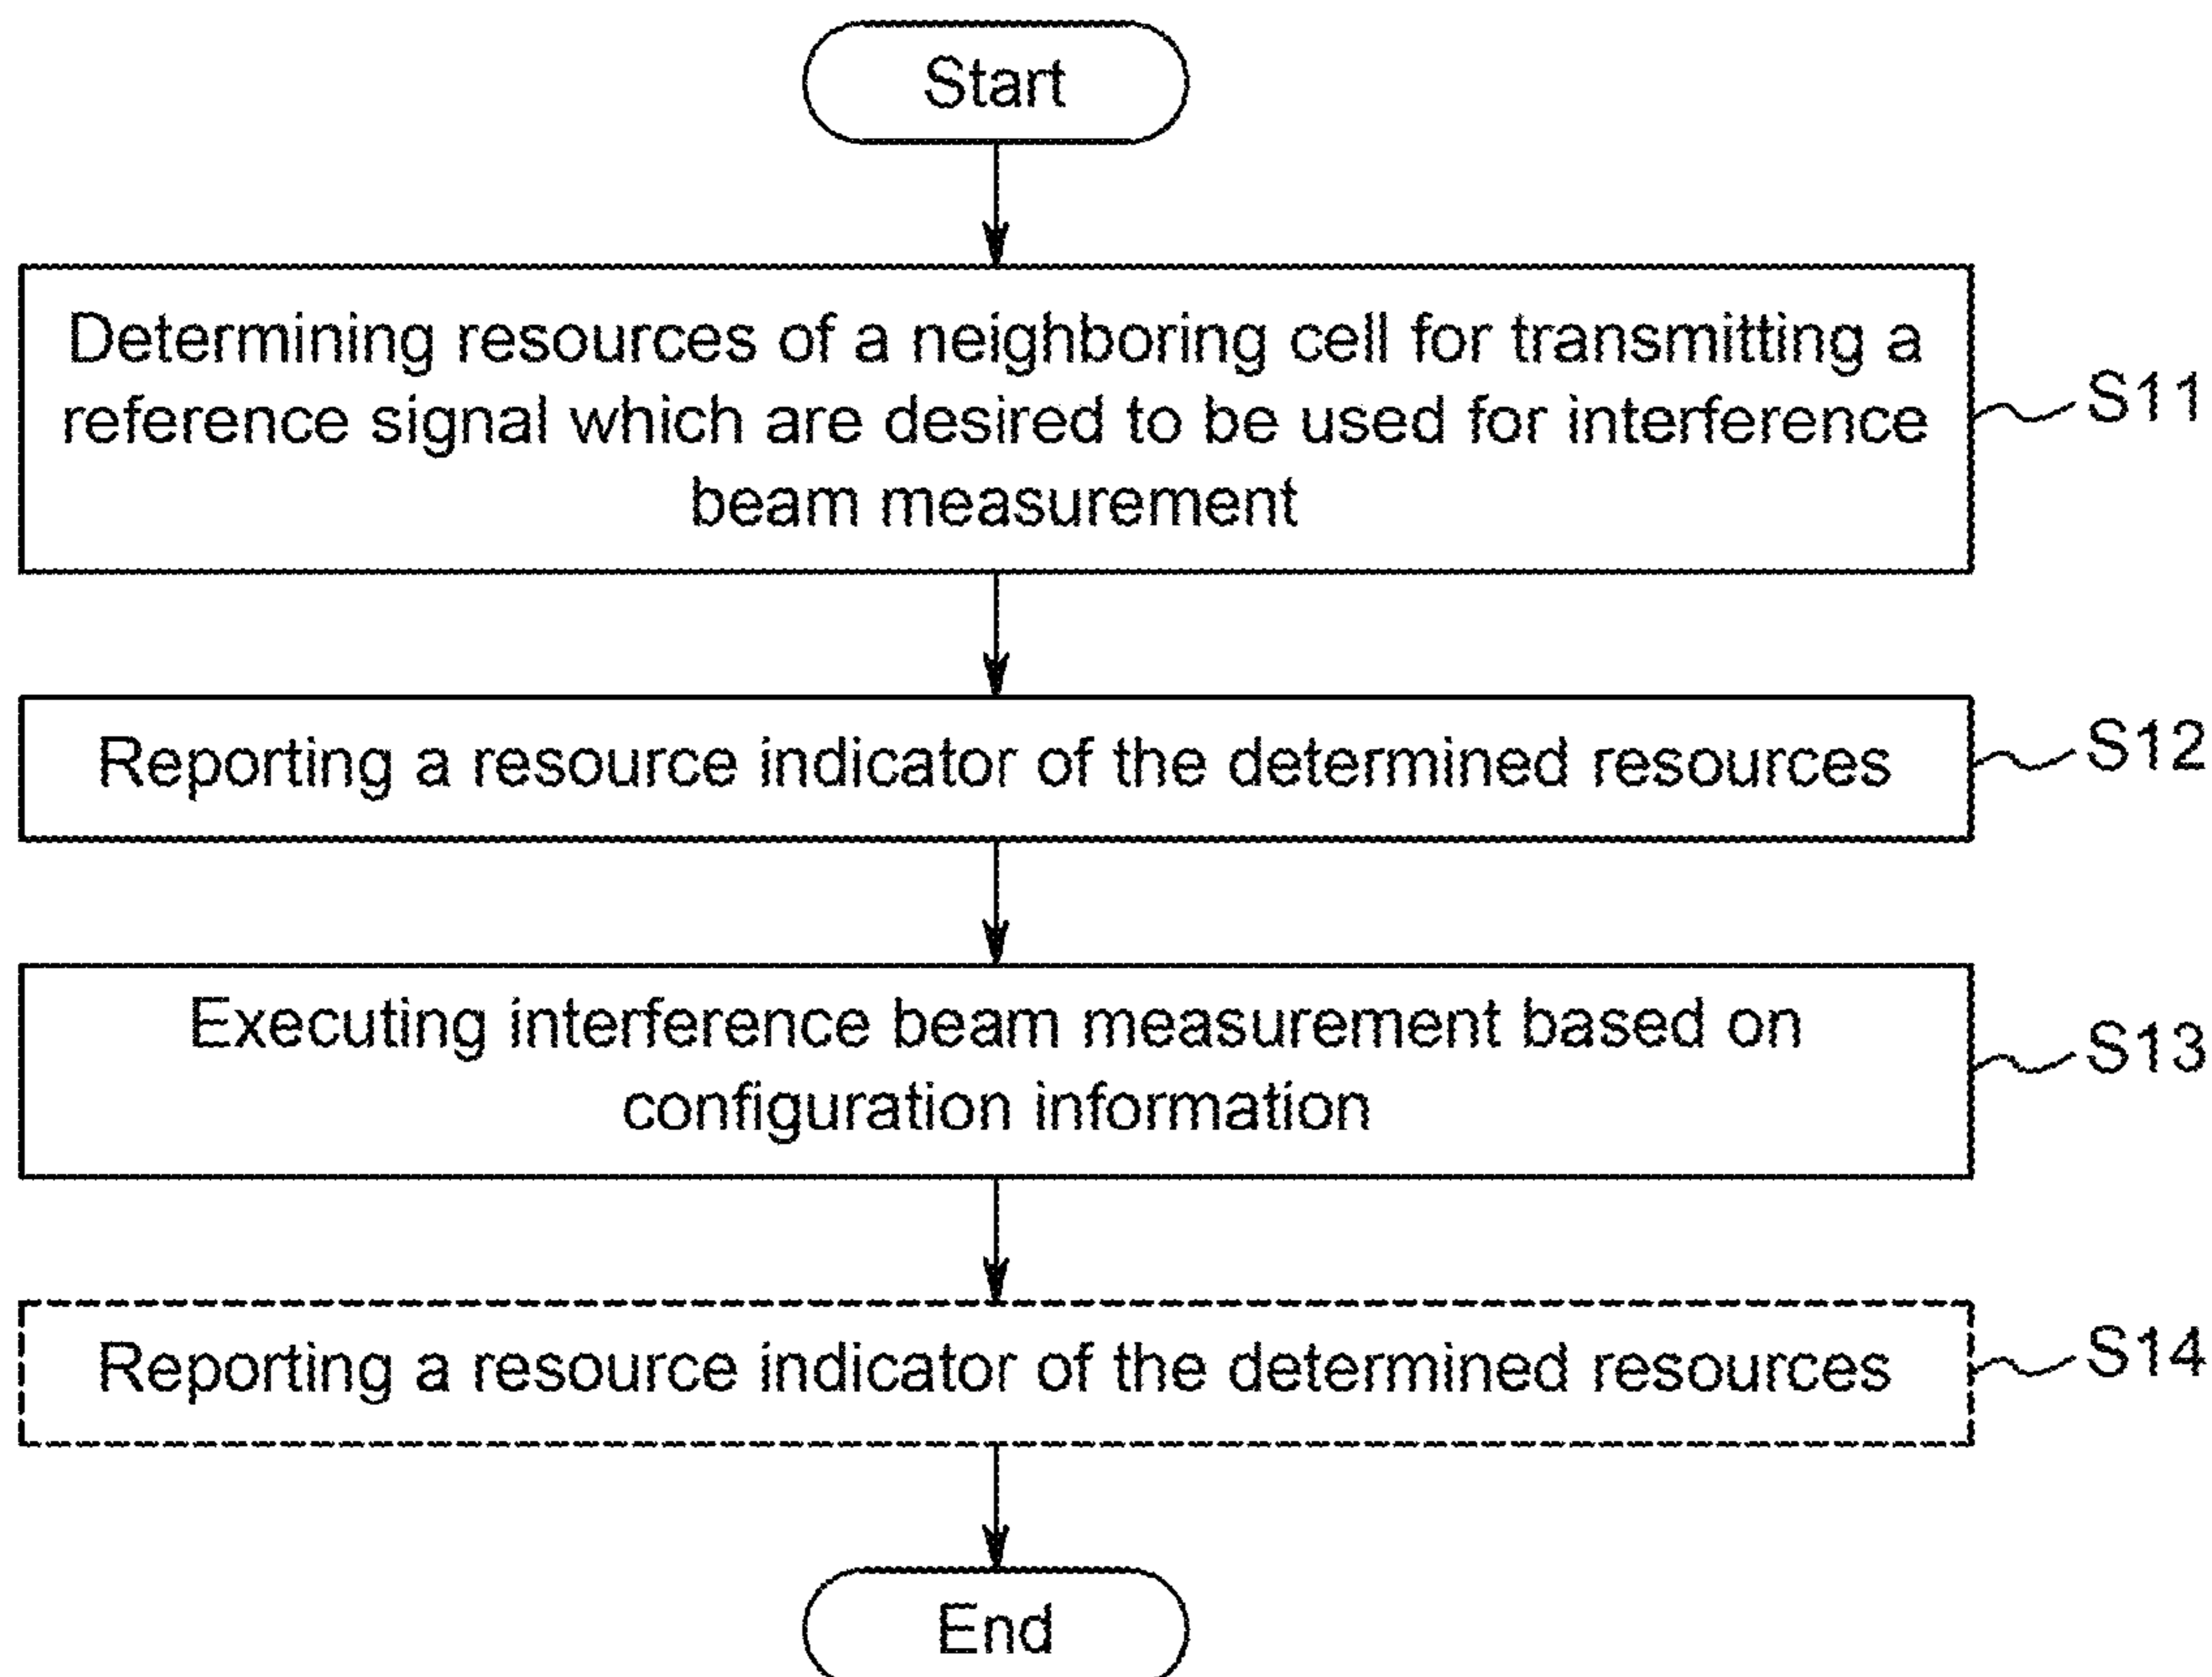 Start
Determining resources of a neighboring cell for transmitting a
reference signal which are desired to be used for interference
beam measurement
S11
Reporting a resource indicator of the determined resources
S12
Executing interference beam measurement based on
configuration information
S13
Reporting a resource indicator of the determined resources
S14
End